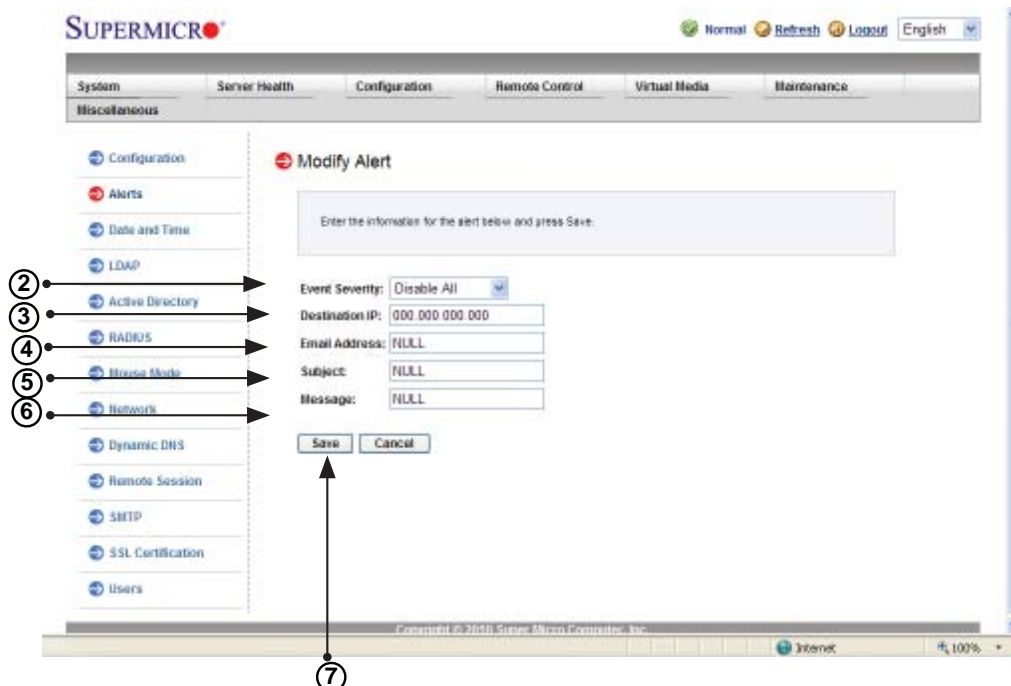 SUPERMICRO
Normal Refresh Logout English
System Server Health Configuration Remote Control Virtual Media Maintenance
Miscellaneous
Configuration
Alerts
Date and Time
LDAP
Active Directory
RADIUS
Mouse Mode
Network
Dynamic DNS
Remote Session
SMTP
SSL Certification
Users
Modify Alert
Enter the information for the alert below and press Save.
2
Event Severity: Disable All
3
Destination IP: 000.000.000.000
4
Email Address: NULL
5
Subject: NULL
6
Message: NULL
Save Cancel
Copyright © 2010 Super Micro Computer, Inc.
Internet 100%
7